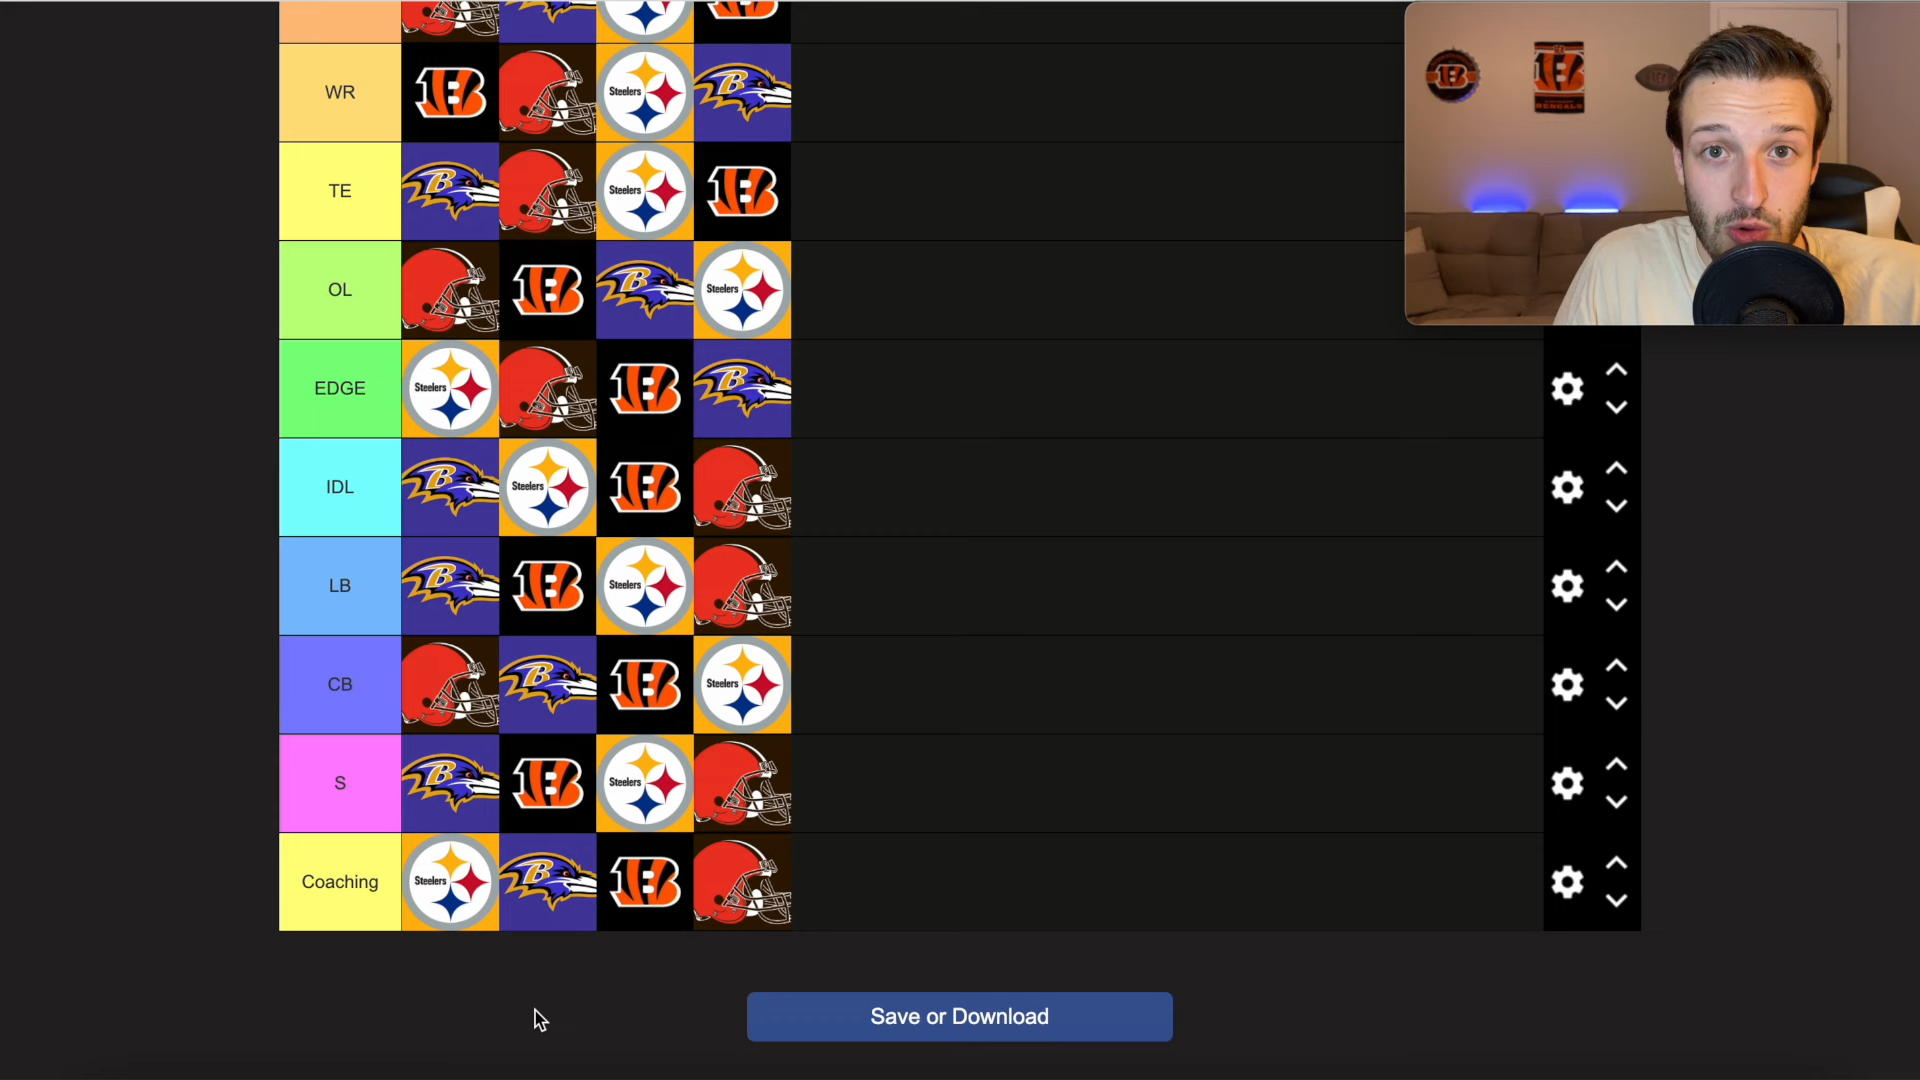 WR
Steelers
TE
Steelers
OL
Steelers
EDGE
Steelers
IDL
Steelers
LB
Steelers
CB
Steelers
S
Steelers
Coaching
Steelers
Save or Download
BENGALS